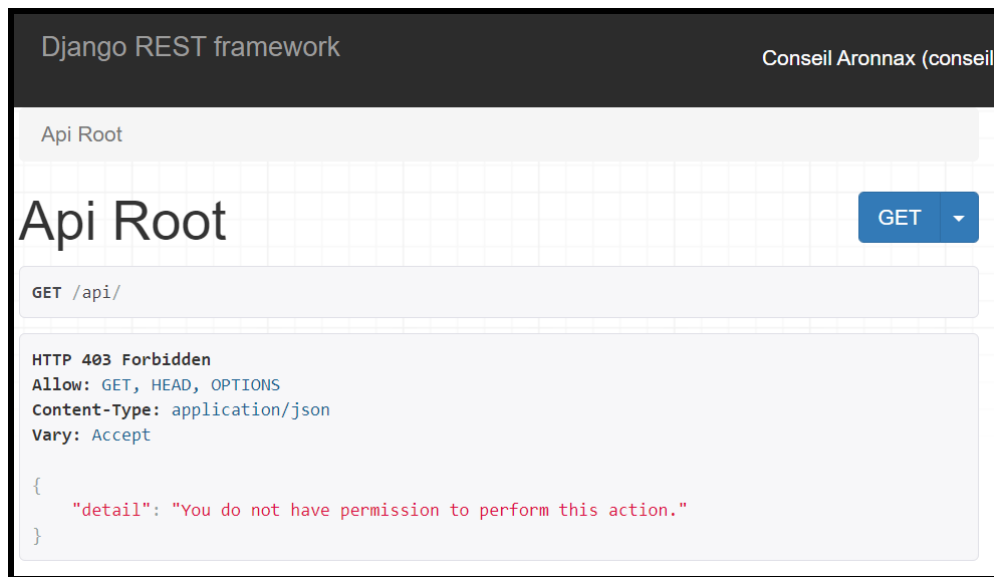 Django REST framework
Conseil Aronnax (conseil
Api Root
Api Root
GET
GET /api/
HTTP 403 Forbidden
Allow: GET, HEAD, OPTIONS
Content-Type: application/json
Vary: Accept
{
"detail": "You do not have permission to perform this action."
}